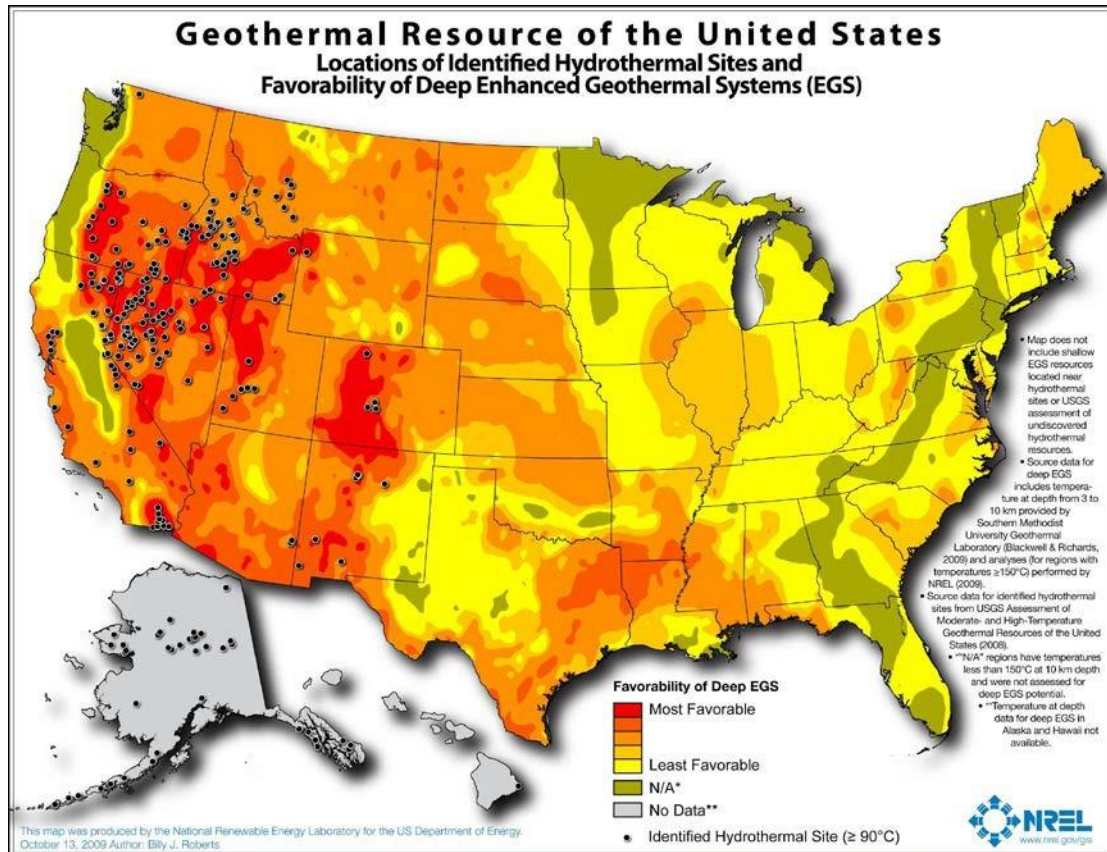 Geothermal Resource of the United States
Locations of Identified Hydrothermal Sites and
Favorability of Deep Enhanced Geothermal Systems (EGS)
• Map does not
include shallow
EGS resources
located near
hydrothermal
sites or USGS
assessment of
undiscovered
hydrothermal
resources.
• Source data for
deep EGS
includes tempera-
ture at depth from 3 to
10 km provided by
Southern Methodist
University Geothermal
Laboratory (Blackwell & Richards,
2009) and analyses (for regions with
temperatures ≥150°C) performed by
NREL (2009).
• Source data for identified hydrothermal
sites from USGS Assessment of
Moderate- and High-Temperature
Geothermal Resources of the United
States (2008).
• *"N/A" regions have temperatures
less than 150°C at 10 km depth
and were not assessed for
deep EGS potential.
• **Temperature at depth
data for deep EGS in
Alaska and Hawaii not
available.
Favorability of Deep EGS
Most Favorable
Least Favorable
N/A*
No Data**
Identified Hydrothermal Site (≥ 90°C)
This map was produced by the National Renewable Energy Laboratory for the US Department of Energy.
October 13, 2009 Author: Billy J. Roberts
NREL
www.nrel.gov/gis